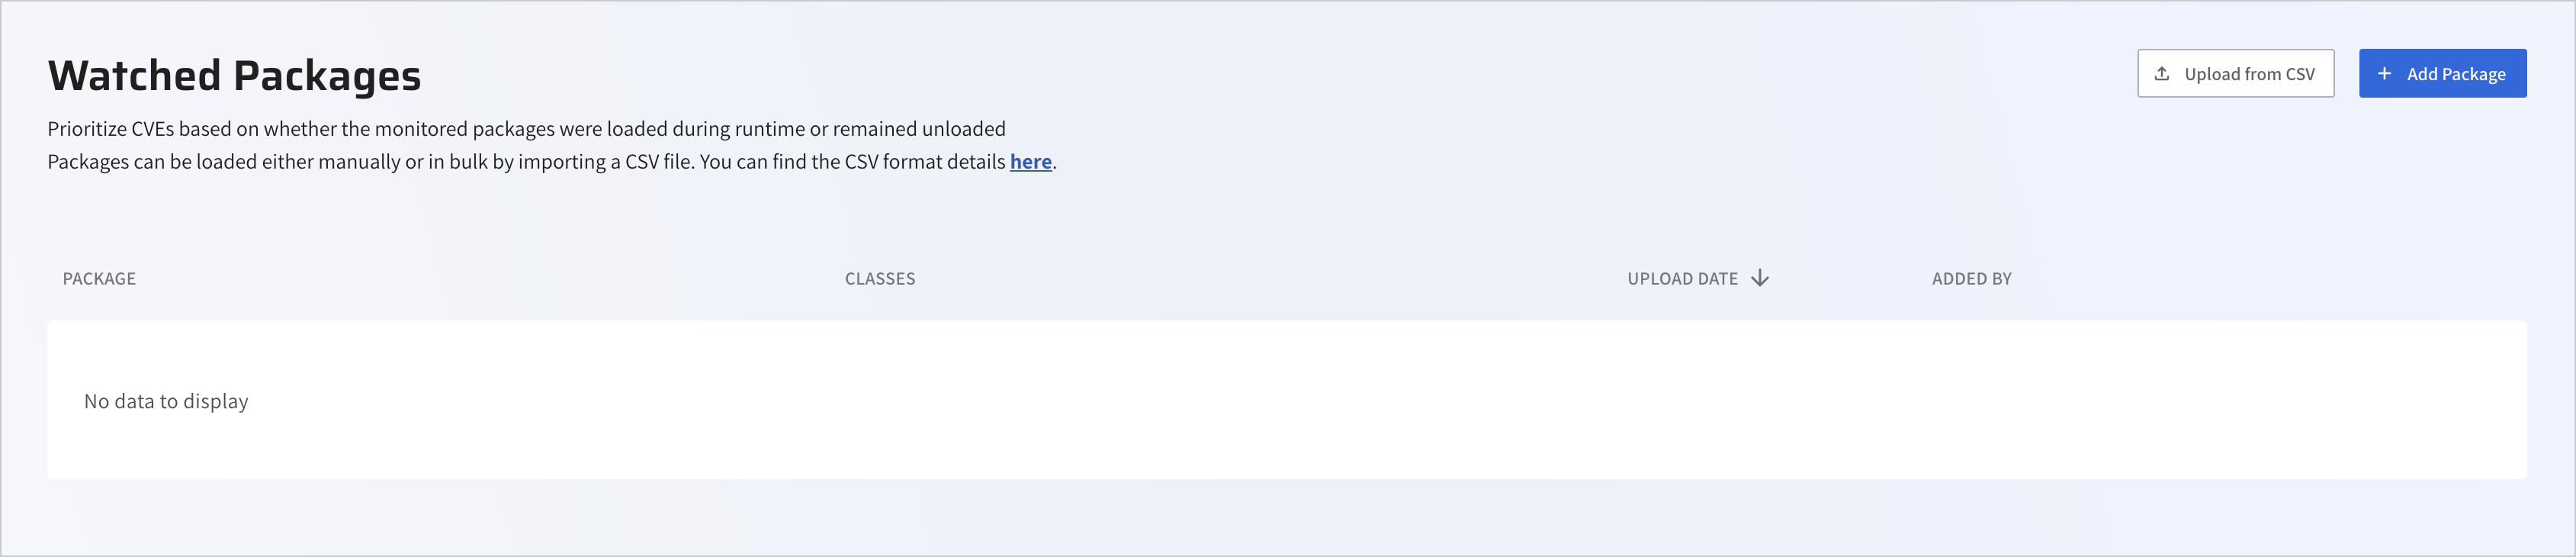 Watched Packages
Upload from CSV
+ Add Package
Prioritize CVEs based on whether the monitored packages were loaded during runtime or remained unloaded
Packages can be loaded either manually or in bulk by importing a CSV file. You can find the CSV format details here.
PACKAGE CLASSES UPLOAD DATE ↓ ADDED BY
No data to display